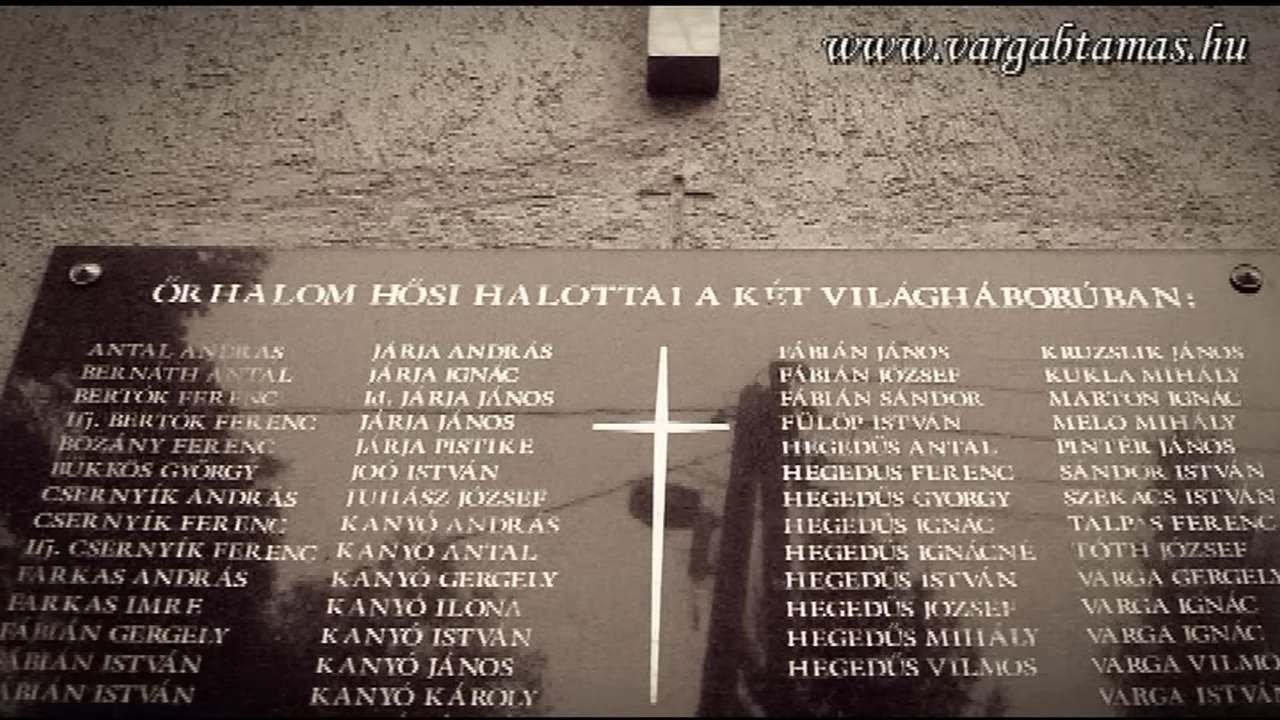 www.vargabtamas.hu
ŐRHALOM HŐSI HALOTTAI A KÉT VILÁGHÁBORÚBAN:
ANTAL ANDRÁS
BERNÁTH ANTAL
BERTÓK FERENC
Ifj. BERTÓK FERENC
BOZÁNY FERENC
BUKKOS GYÖRGY
CSERNYÍK ANDRÁS
CSERNYÍK FERENC
Ifj. CSERNYÍK FERENC
FARKAS ANDRÁS
FARKAS IMRE
FÁBIÁN GERGELY
FÁBIÁN ISTVÁN
FÁBIÁN ISTVÁN
JÁRJA ANDRÁS
JÁRJA IGNÁC
Id. JÁRJA JÁNOS
JÁRJA JÁNOS
JÁRJA PISTIKE
JOÓ ISTVÁN
JUHÁSZ JÓZSEF
KANYÓ ANDRÁS
KANYÓ ANTAL
KANYÓ GERGELY
KANYÓ ILONA
KANYÓ ISTVÁN
KANYÓ JÁNOS
KANYÓ KÁROLY
FÁBIÁN JÁNOS
FÁBIÁN JÓZSEF
FÁBIÁN SÁNDOR
FÜLÖP ISTVÁN
HEGEDŰS ANTAL
HEGEDŰS FERENC
HEGEDŰS GYÖRGY
HEGEDŰS IGNÁC
HEGEDŰS IGNÁCNÉ
HEGEDŰS ISTVÁN
HEGEDŰS JÓZSEF
HEGEDŰS MIHÁLY
HEGEDŰS VILMOS
KRUZSLIK JÁNOS
KUKLA MIHÁLY
MARTON IGNÁC
MELO MIHÁLY
PINTÉR JÁNOS
SÁNDOR ISTVÁN
SZEKACS ISTVÁN
TALPAS FERENC
TÓTH JÓZSEF
VARGA GERGELY
VARGA IGNÁC
VARGA IGNÁC
VARGA VILMO
VARGA ISTVÁN